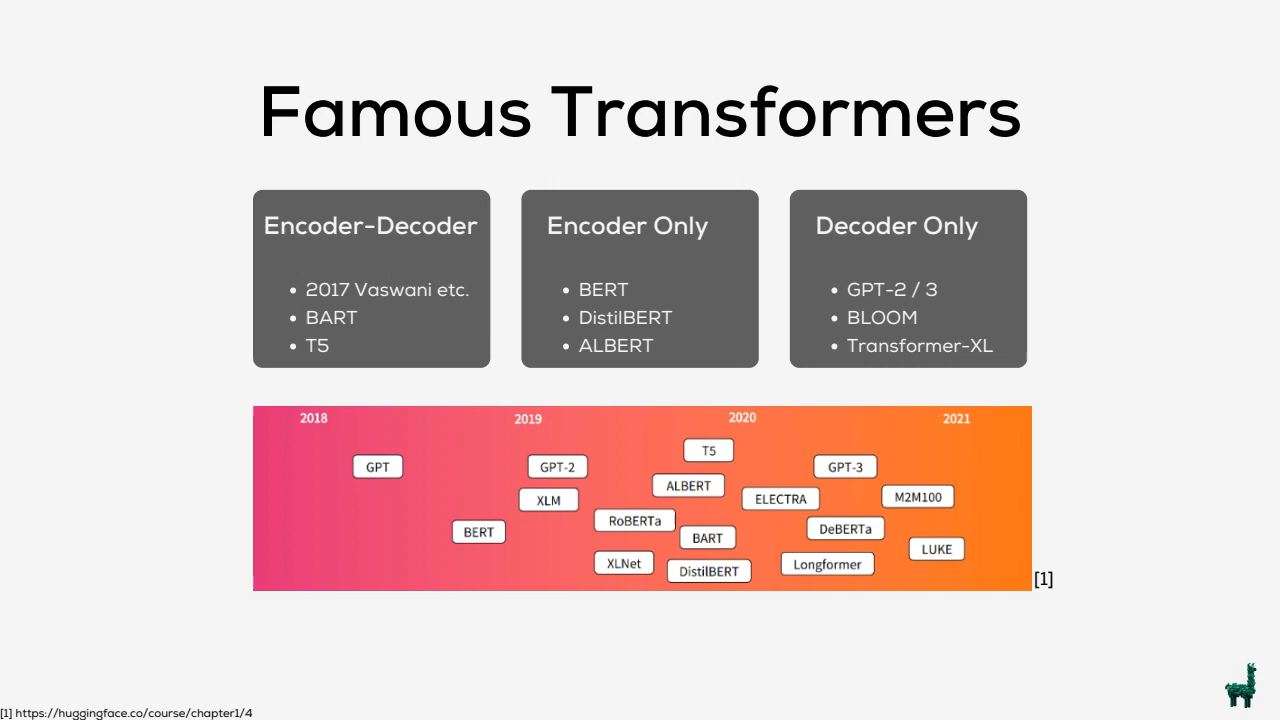 Famous Transformers
Encoder-Decoder
• 2017 Vaswani etc.
• BART
• T5
Encoder Only
• BERT
• DistilBERT
• ALBERT
Decoder Only
• GPT-2 / 3
• BLOOM
• Transformer-XL
2018 2019 2020 2021
T5
GPT GPT-2 GPT-3
ALBERT
XLM ELECTRA M2M100
RoBERTa
BERT BART DeBERTa
LUKE
XLNet DistilBERT Longformer
[1]
[1] https://huggingface.co/course/chapter1/4